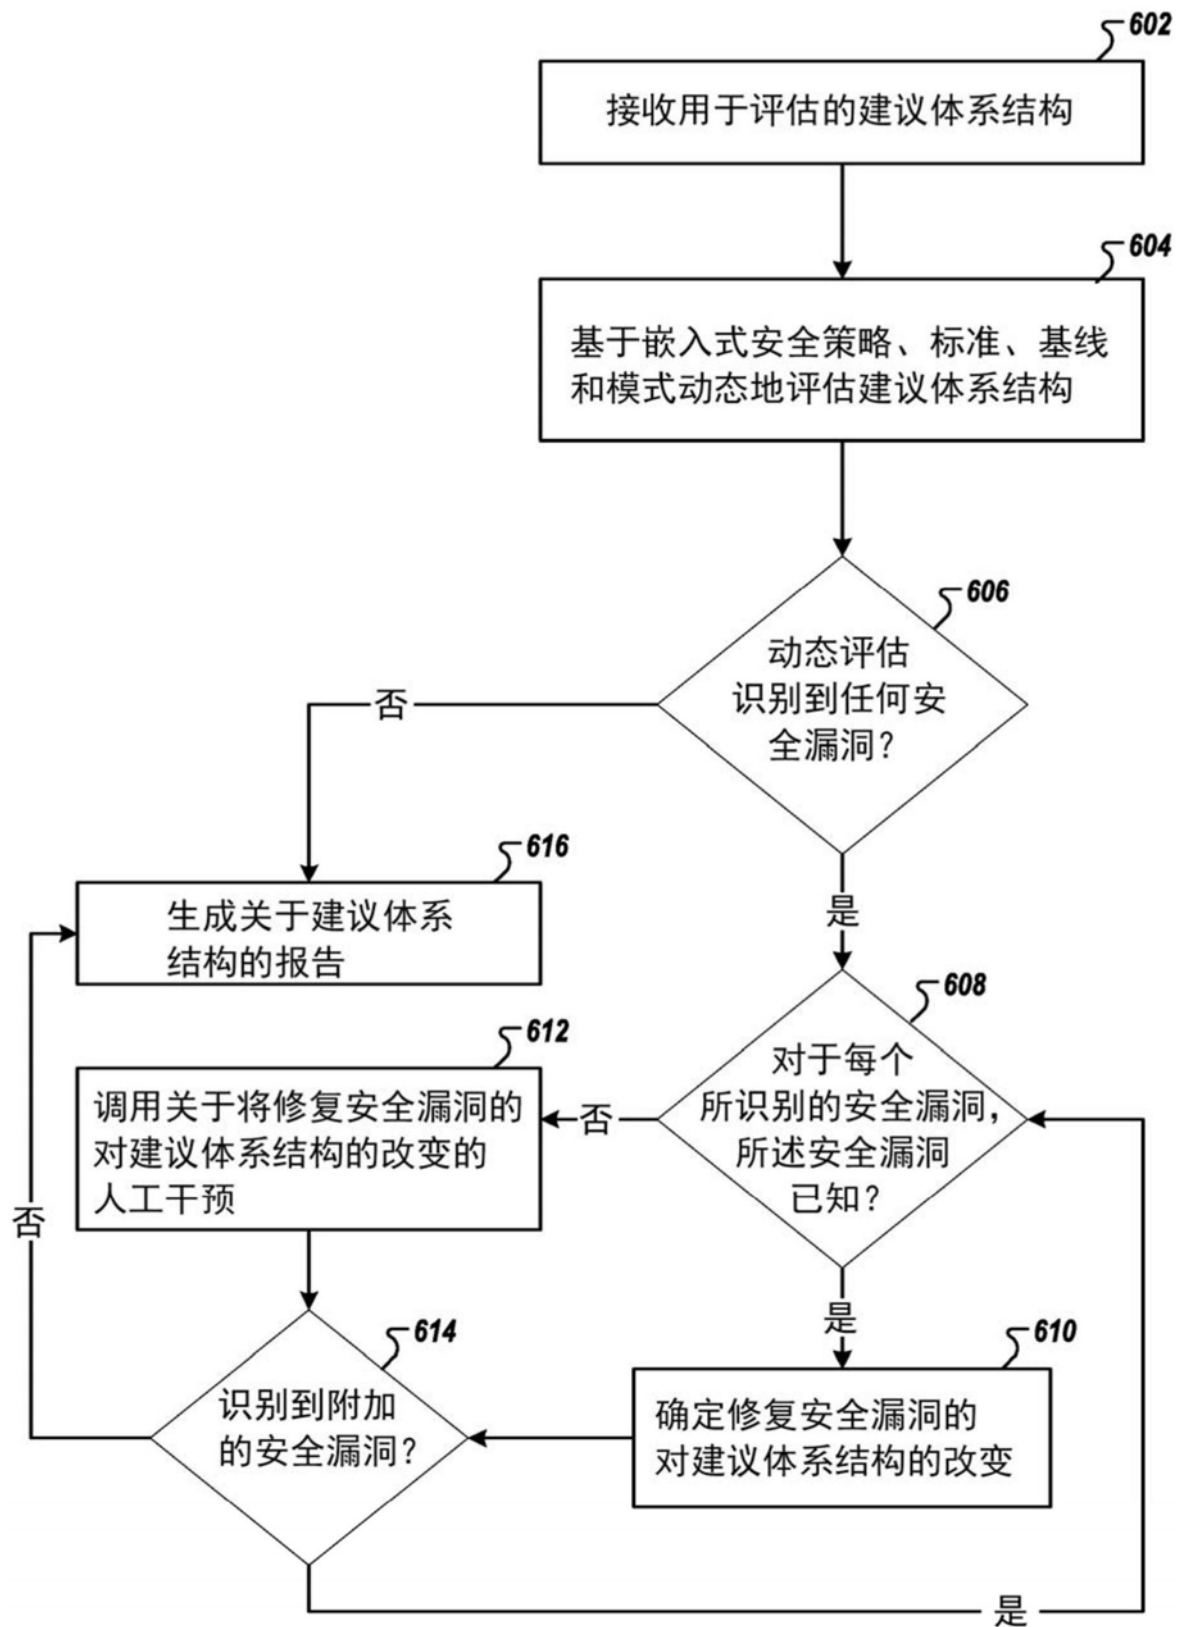 602
接收用于评估的建议体系结构
604
基于嵌入式安全策略、标准、基线
和模式动态地评估建议体系结构
606
动态评估
识别到任何安
全漏洞？
否
是
616
生成关于建议体系
结构的报告
608
对于每个
所识别的安全漏洞，
所述安全漏洞
已知？
否
是
612
调用关于将修复安全漏洞的
对建议体系结构的改变的
人工干预
610
确定修复安全漏洞的
对建议体系结构的改变
614
识别到附加
的安全漏洞？
否
是